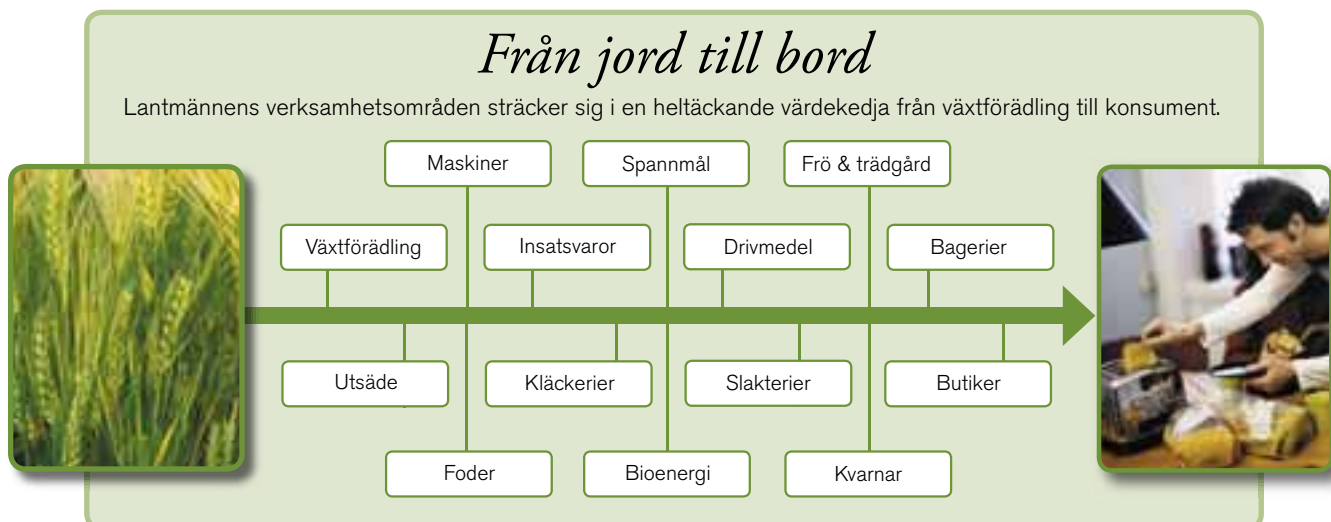 Från jord till bord
Lantmännens verksamhetsområden sträcker sig i en heltäckande värdekedja från växtförädling till konsument.
Maskiner
Spannmål
Frö & trädgård
Växtförädling
Insatsvaror
Drivmedel
Bagerier
Utsäde
Kläckerier
Slakterier
Butiker
Foder
Bioenergi
Kvarnar